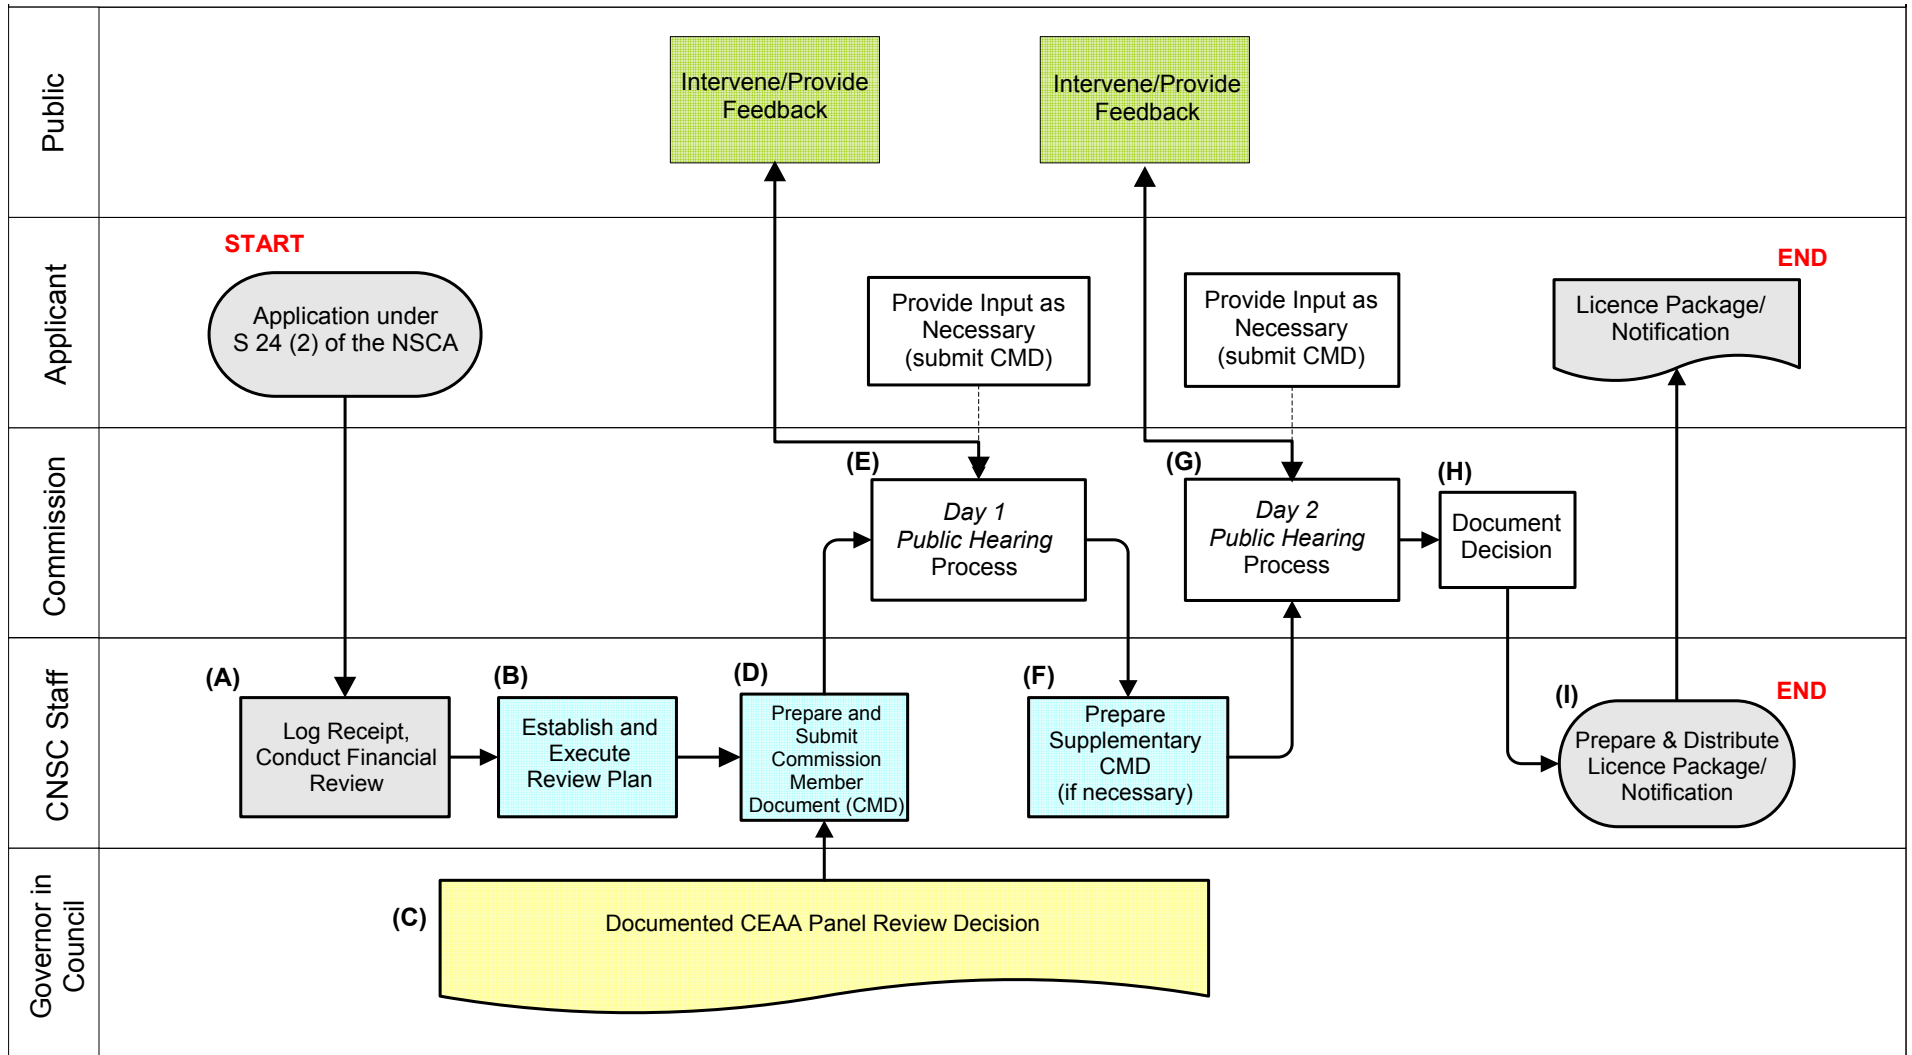 Public
Intervene/Provide
Feedback
Intervene/Provide
Feedback
Applicant
START
Application under
S 24 (2) of the NSCA
Provide Input as
Necessary
(submit CMD)
Provide Input as
Necessary
(submit CMD)
END
Licence Package/
Notification
Commission
(E)
Day 1
Public Hearing
Process
(G)
Day 2
Public Hearing
Process
(H)
Document
Decision
CNSC Staff
(A)
Log Receipt,
Conduct Financial
Review
(B)
Establish and
Execute
Review Plan
(D)
Prepare and
Submit
Commission
Member
Document (CMD)
(F)
Prepare
Supplementary
CMD
(if necessary)
(I)
END
Prepare & Distribute
Licence Package/
Notification
Governor in
Council
(C)
Documented CEAA Panel Review Decision